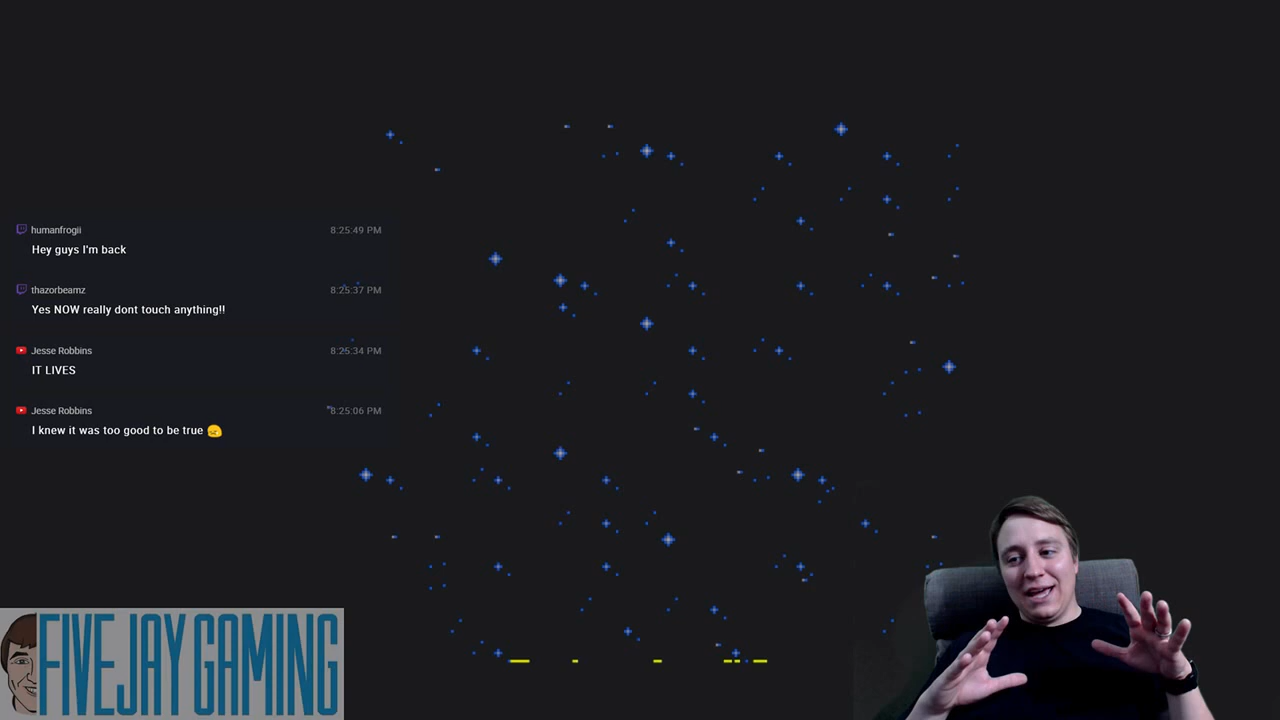 humanfrogii 8:25:49 PM
Hey guys I'm back
thazorbeamz 8:25:37 PM
Yes NOW really dont touch anything!!
Jesse Robbins 8:25:34 PM
IT LIVES
Jesse Robbins 8:25:06 PM
I knew it was too good to be true
FIVEJAY GAMING